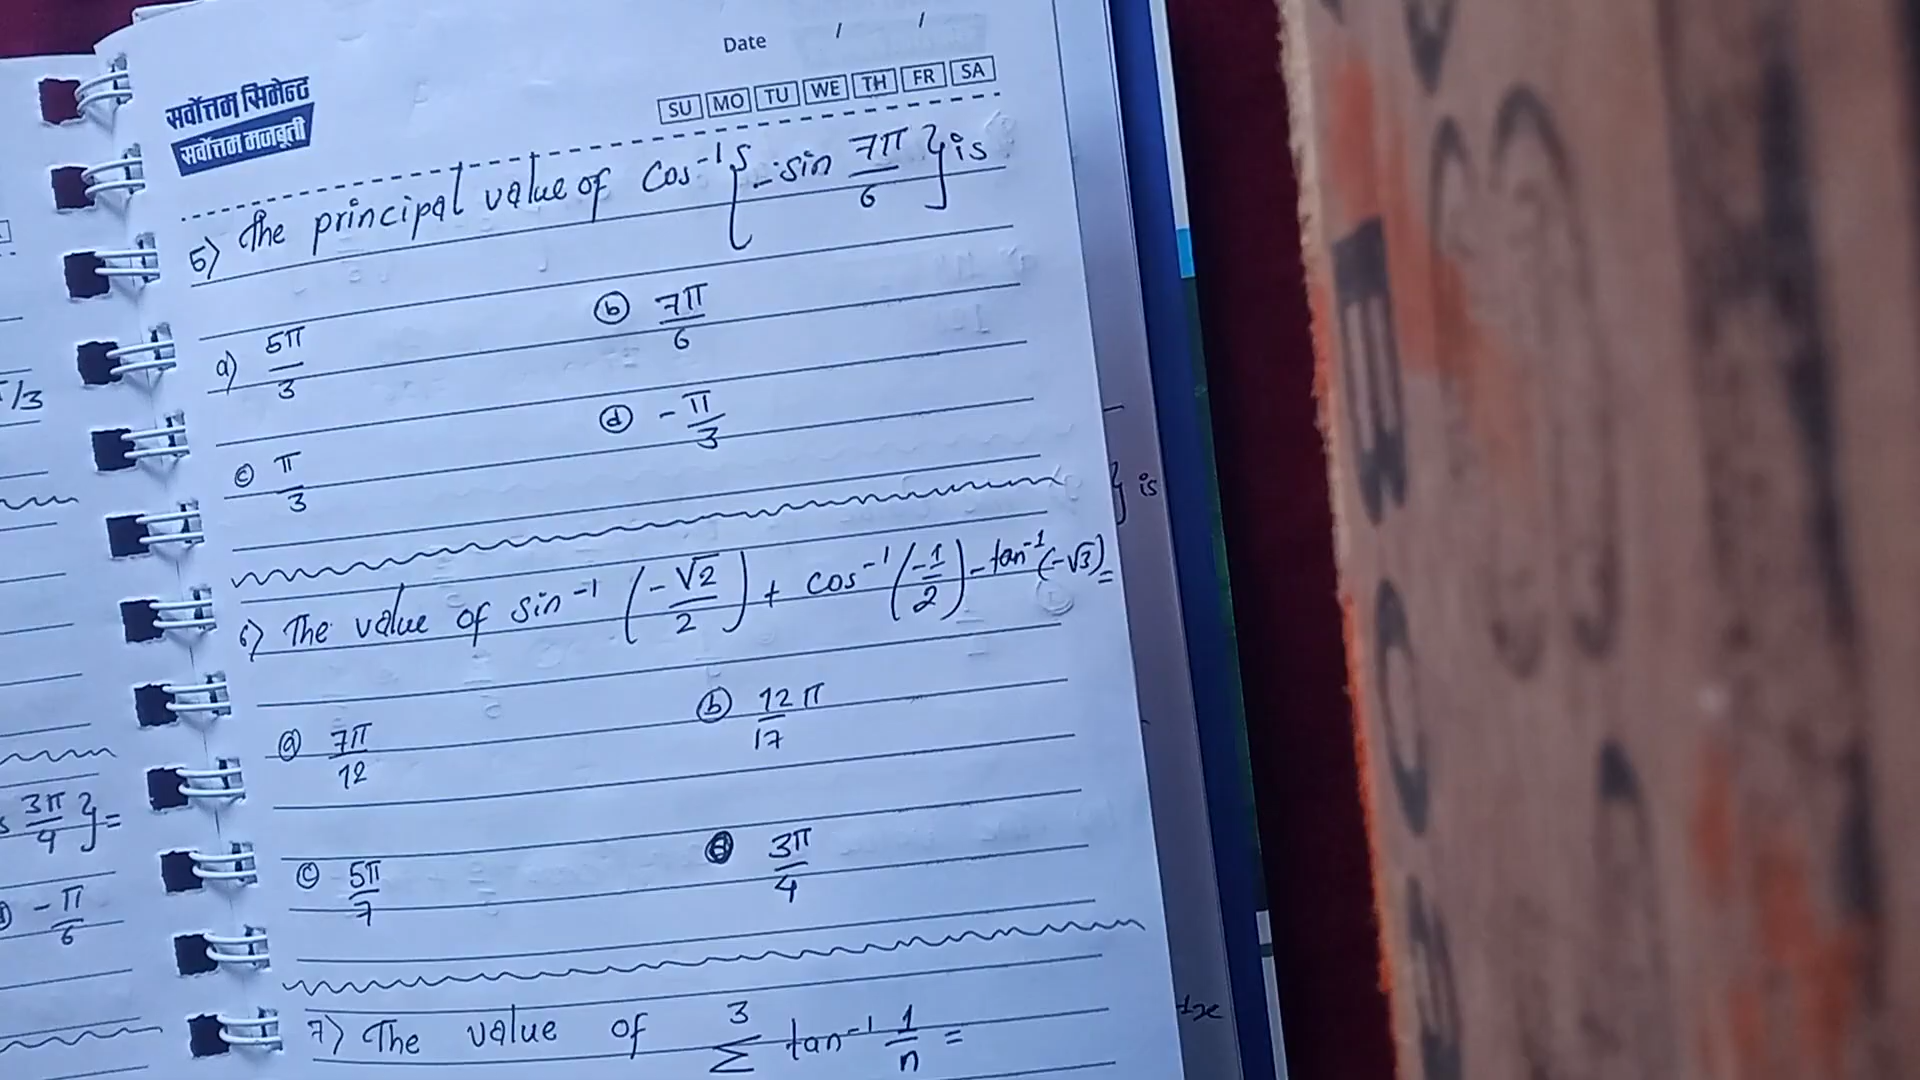 Date / /
सर्वोत्तम सिमेन्ट
सर्वोत्तम मजबूती
SU MO TU WE TH FR SA
5) The principal value of cos⁻¹{-sin 7π/6} is
a) 5π/3 (b) 7π/6
(c) π/3 (d) -π/3
6) The value of sin⁻¹(-√2/2) + cos⁻¹(-1/2) - tan⁻¹(-√3) =
(a) 7π/12 (b) 12π/17
(c) 5π/7 (d) 3π/4
7) The value of 3 Σ tan⁻¹ 1/n =
π/3
3π/4 } =
-π/6
} is